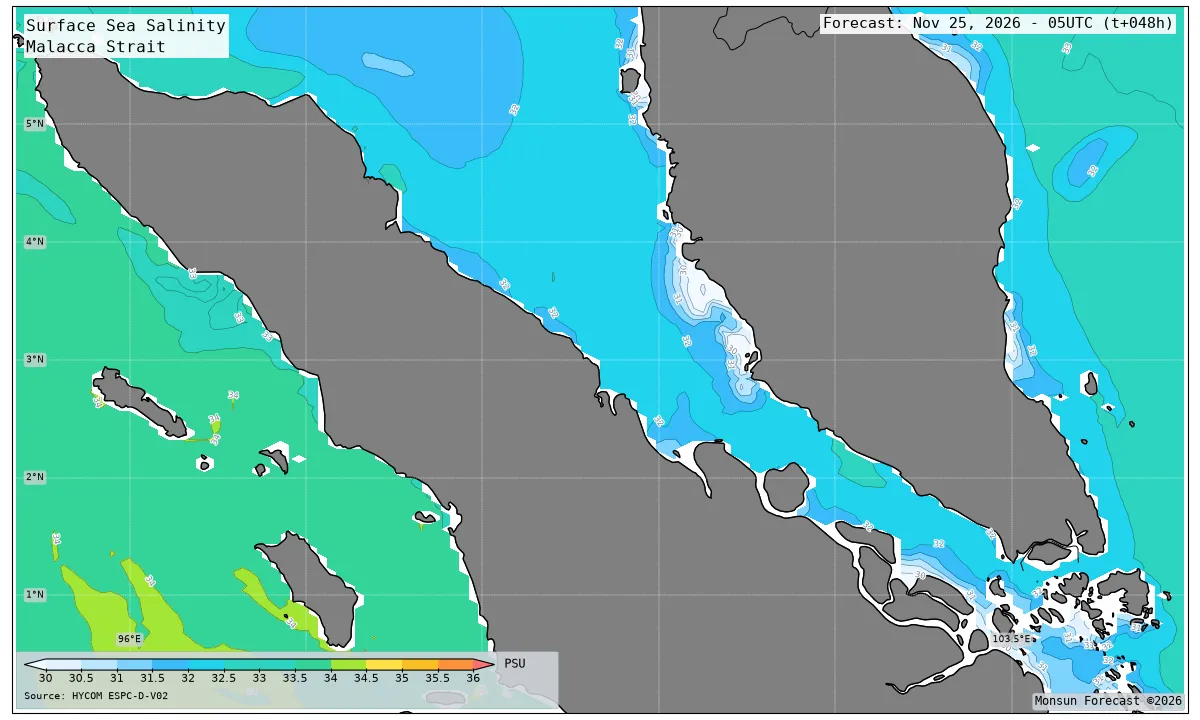 Surface Sea Salinity
Malacca Strait
Forecast: Nov 25, 2026 - 05UTC (t+048h)
5°N
4°N
3°N
2°N
1°N
96°E
103.5°E
PSU
30 30.5 31 31.5 32 32.5 33 33.5 34 34.5 35 35.5 36
Source: HYCOM ESPC-D-V02
Monsun Forecast ©2026